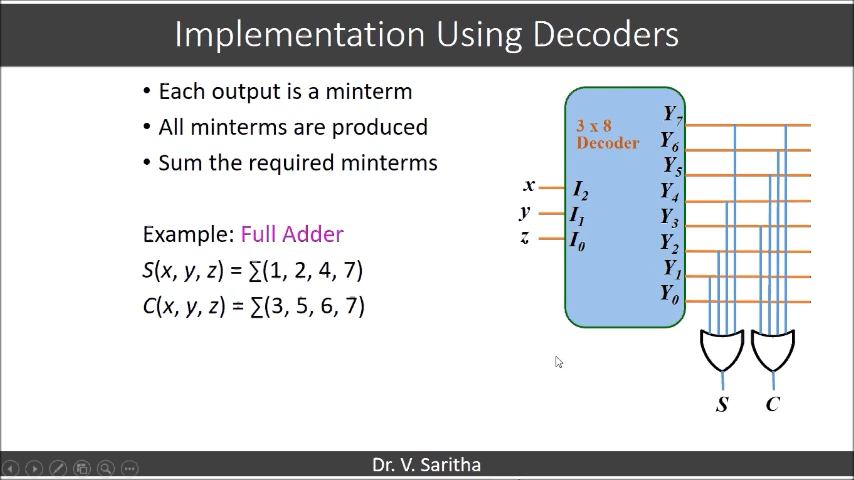 Implementation Using Decoders
• Each output is a minterm
• All minterms are produced
• Sum the required minterms
Example: Full Adder
S(x, y, z) = ∑(1, 2, 4, 7)
C(x, y, z) = ∑(3, 5, 6, 7)
3 x 8
Decoder
x
y
z
I2
I1
I0
Y7
Y6
Y5
Y4
Y3
Y2
Y1
Y0
S C
Dr. V. Saritha